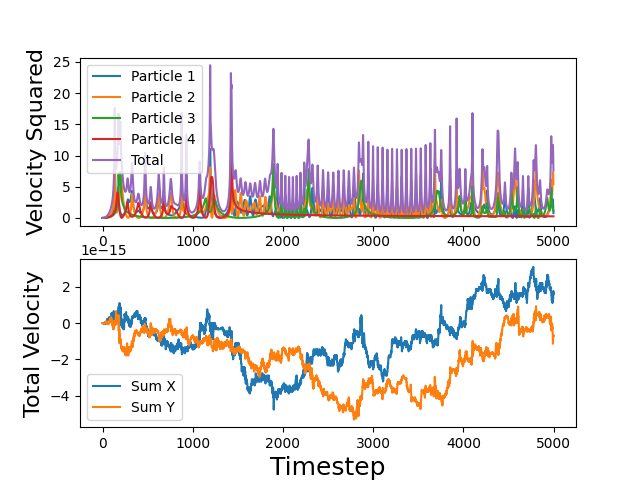 Velocity Squared
25
20
15
10
5
0
Particle 1
Particle 2
Particle 3
Particle 4
Total
0 1000 2000 3000 4000 5000
1e−15
Total Velocity
2
0
−2
−4
Sum X
Sum Y
0 1000 2000 3000 4000 5000
Timestep